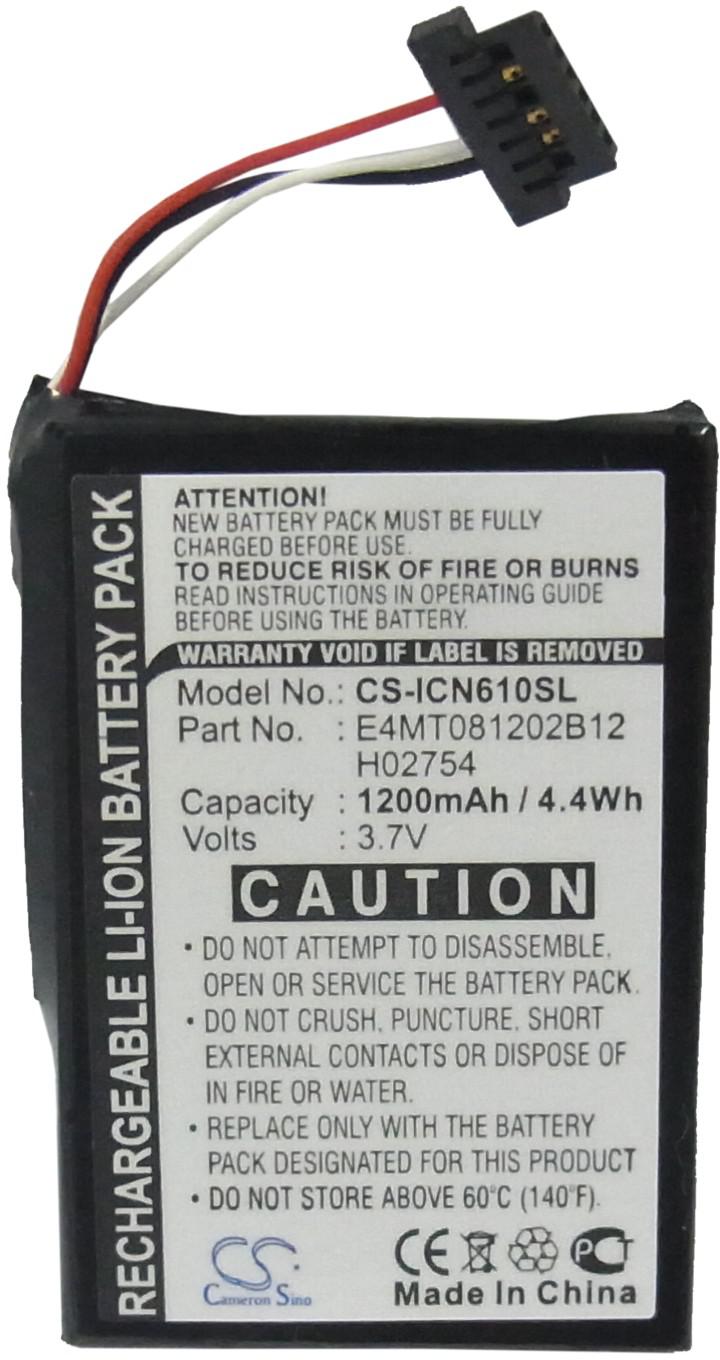 RECHARGEABLE LI-ION BATTERY PACK
ATTENTION!
NEW BATTERY PACK MUST BE FULLY
CHARGED BEFORE USE.
TO REDUCE RISK OF FIRE OR BURNS
READ INSTRUCTIONS IN OPERATING GUIDE
BEFORE USING THE BATTERY.
WARRANTY VOID IF LABEL IS REMOVED
Model No.: CS-ICN610SL
Part No. : E4MT081202B12
H02754
Capacity : 1200mAh / 4.4Wh
Volts : 3.7V
CAUTION
• DO NOT ATTEMPT TO DISASSEMBLE,
OPEN OR SERVICE THE BATTERY PACK.
• DO NOT CRUSH, PUNCTURE, SHORT
EXTERNAL CONTACTS OR DISPOSE OF
IN FIRE OR WATER.
• REPLACE ONLY WITH THE BATTERY
PACK DESIGNATED FOR THIS PRODUCT
• DO NOT STORE ABOVE 60°C (140°F).
CS
Cameron Sino
CE PCT
Made In China